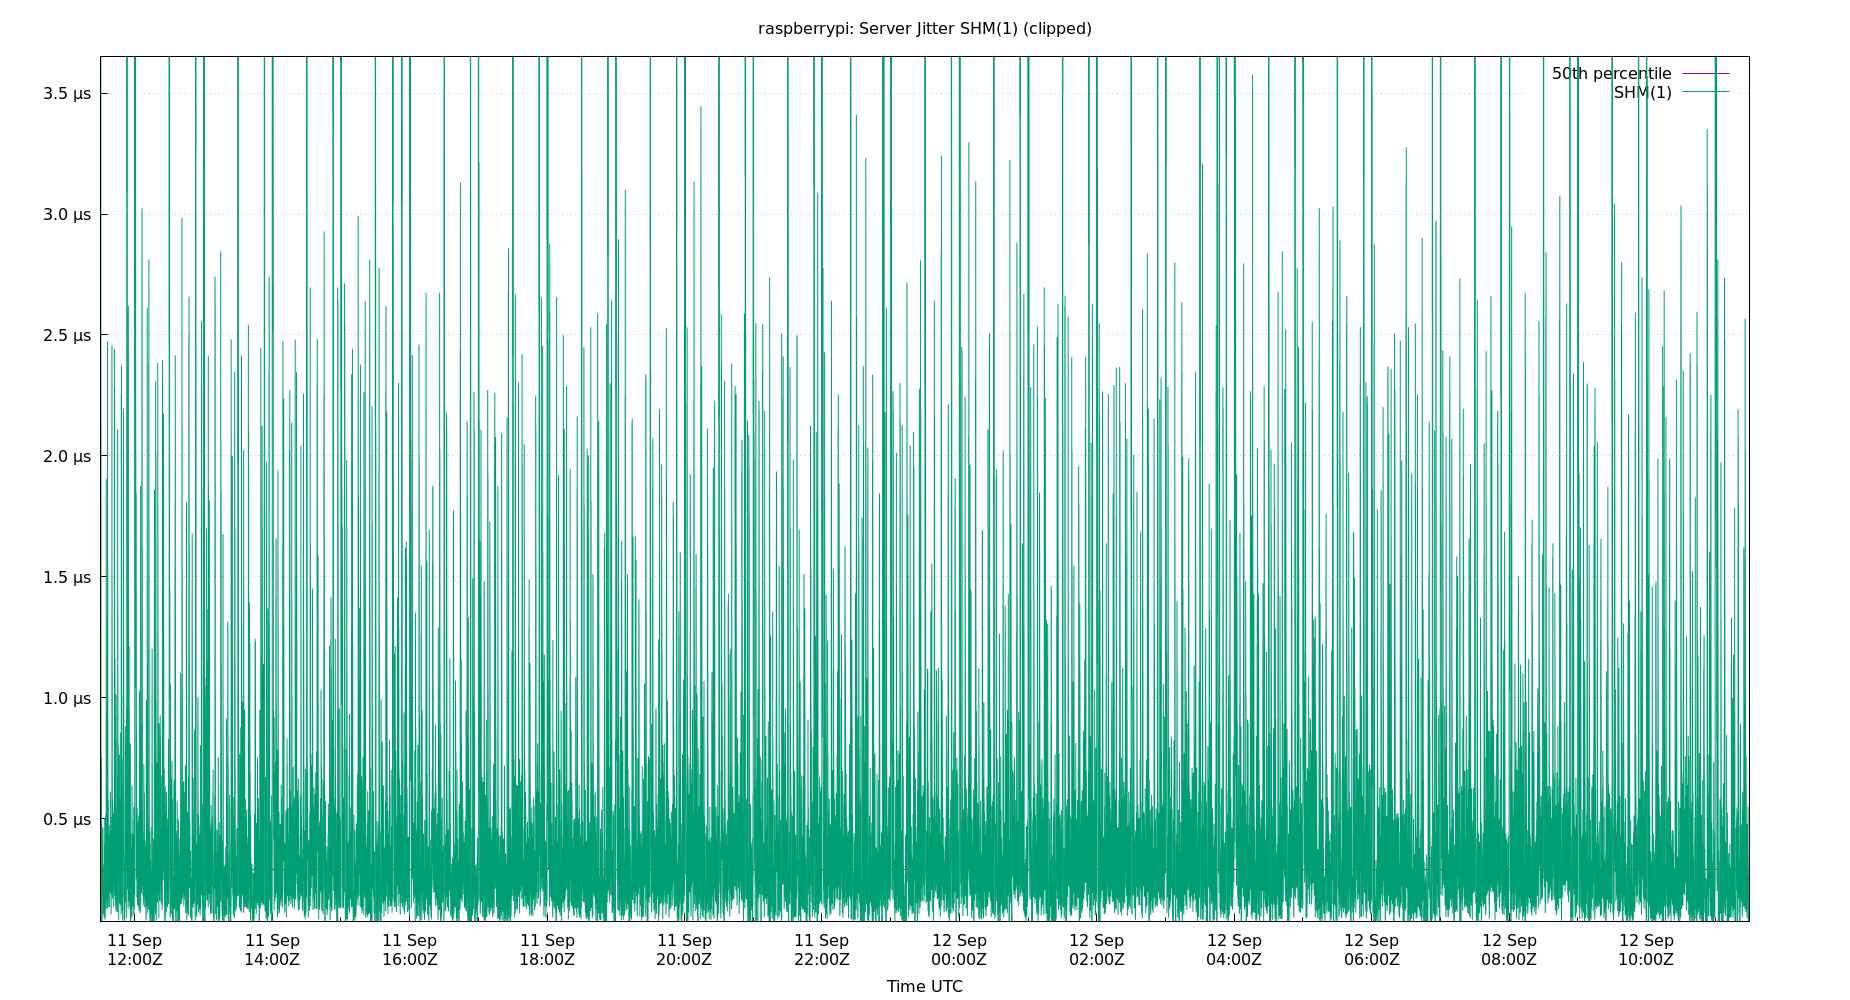 raspberrypi: Server Jitter SHM(1) (clipped)
50th percentile
SHM(1)
3.5 µs
3.0 µs
2.5 µs
2.0 µs
1.5 µs
1.0 µs
0.5 µs
11 Sep 11 Sep 11 Sep 11 Sep 11 Sep 11 Sep 12 Sep 12 Sep 12 Sep 12 Sep 12 Sep 12 Sep
12:00Z 14:00Z 16:00Z 18:00Z 20:00Z 22:00Z 00:00Z 02:00Z 04:00Z 06:00Z 08:00Z 10:00Z
Time UTC